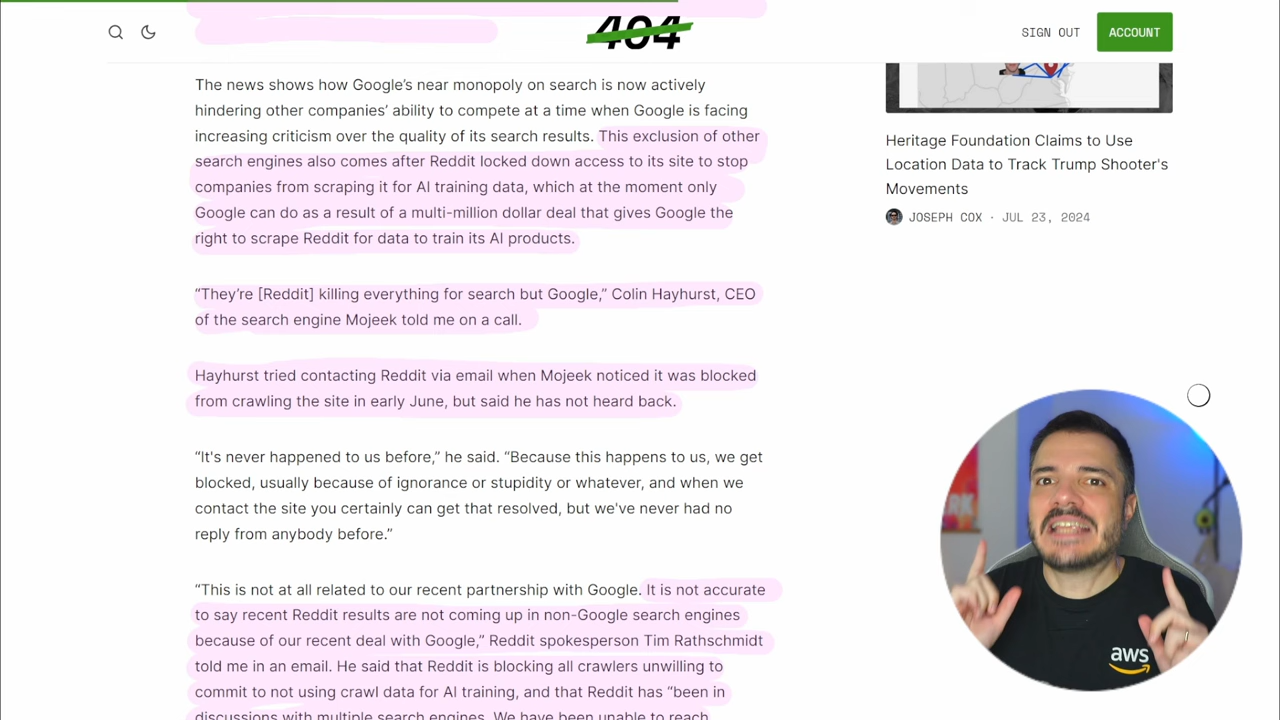 404
SIGN OUT
ACCOUNT
The news shows how Google's near monopoly on search is now actively
hindering other companies' ability to compete at a time when Google is facing
increasing criticism over the quality of its search results. This exclusion of other
search engines also comes after Reddit locked down access to its site to stop
companies from scraping it for AI training data, which at the moment only
Google can do as a result of a multi-million dollar deal that gives Google the
right to scrape Reddit for data to train its AI products.
“They're [Reddit] killing everything for search but Google,” Colin Hayhurst, CEO
of the search engine Mojeek told me on a call.
Hayhurst tried contacting Reddit via email when Mojeek noticed it was blocked
from crawling the site in early June, but said he has not heard back.
“It's never happened to us before,” he said. “Because this happens to us, we get
blocked, usually because of ignorance or stupidity or whatever, and when we
contact the site you certainly can get that resolved, but we've never had no
reply from anybody before.”
“This is not at all related to our recent partnership with Google. It is not accurate
to say recent Reddit results are not coming up in non-Google search engines
because of our recent deal with Google,” Reddit spokesperson Tim Rathschmidt
told me in an email. He said that Reddit is blocking all crawlers unwilling to
commit to not using crawl data for AI training, and that Reddit has “been in
discussions with multiple search engines. We have been unable to reach
Heritage Foundation Claims to Use
Location Data to Track Trump Shooter's
Movements
JOSEPH COX · JUL 23, 2024
aws